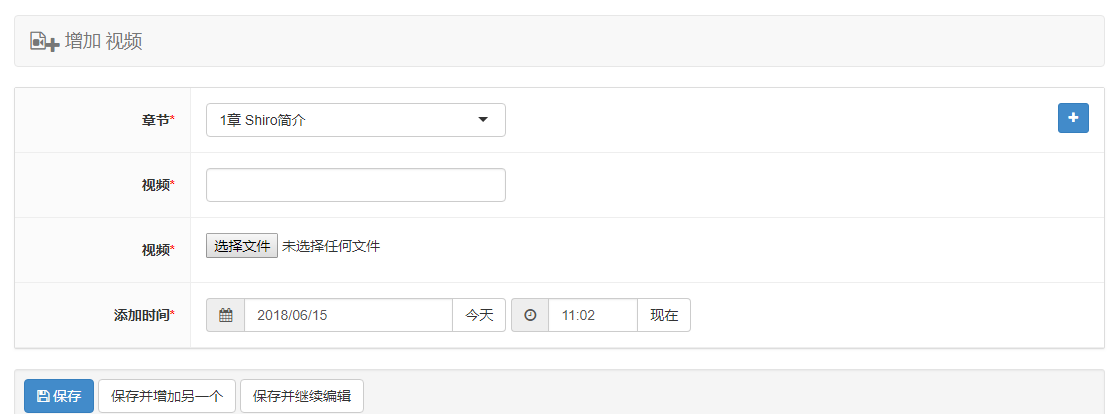 增加 视频
章节*
1章 Shiro简介
视频*
视频*
选择文件 未选择任何文件
添加时间*
2018/06/15 今天 11:02 现在
保存 保存并增加另一个 保存并继续编辑